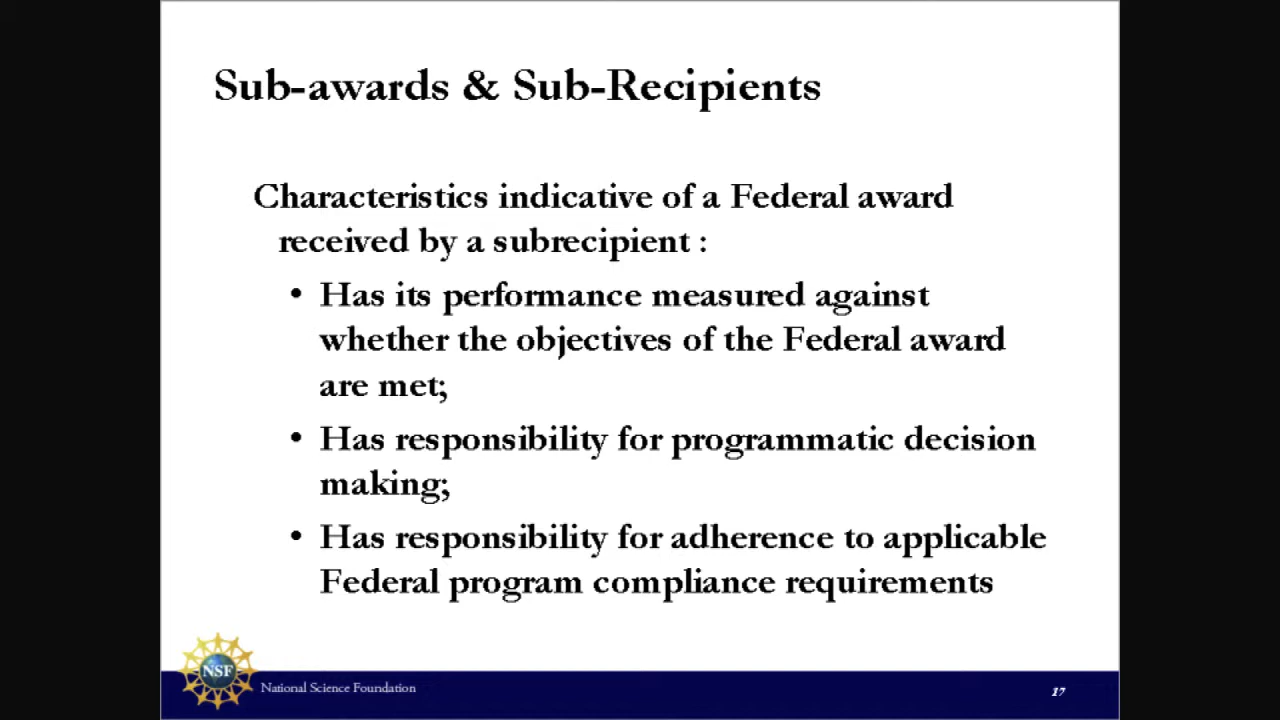 Sub-awards & Sub-Recipients
Characteristics indicative of a Federal award
received by a subrecipient :
• Has its performance measured against
whether the objectives of the Federal award
are met;
• Has responsibility for programmatic decision
making;
• Has responsibility for adherence to applicable
Federal program compliance requirements
NSF
National Science Foundation
17